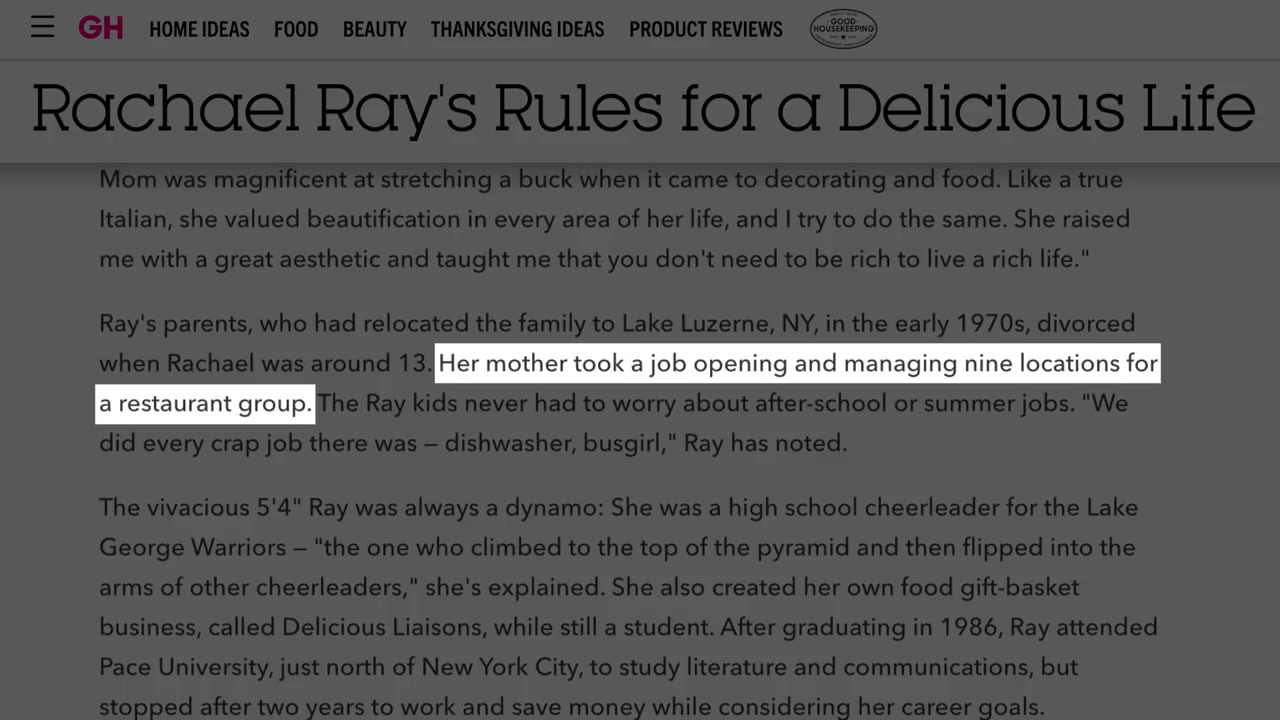 GH HOME IDEAS FOOD BEAUTY THANKSGIVING IDEAS PRODUCT REVIEWS GOOD HOUSEKEEPING
Rachael Ray's Rules for a Delicious Life
Mom was magnificent at stretching a buck when it came to decorating and food. Like a true
Italian, she valued beautification in every area of her life, and I try to do the same. She raised
me with a great aesthetic and taught me that you don't need to be rich to live a rich life."
Ray's parents, who had relocated the family to Lake Luzerne, NY, in the early 1970s, divorced
when Rachael was around 13. Her mother took a job opening and managing nine locations for
a restaurant group. The Ray kids never had to worry about after-school or summer jobs. "We
did every crap job there was – dishwasher, busgirl," Ray has noted.
The vivacious 5'4" Ray was always a dynamo: She was a high school cheerleader for the Lake
George Warriors – "the one who climbed to the top of the pyramid and then flipped into the
arms of other cheerleaders," she's explained. She also created her own food gift-basket
business, called Delicious Liaisons, while still a student. After graduating in 1986, Ray attended
Pace University, just north of New York City, to study literature and communications, but
stopped after two years to work and save money while considering her career goals.